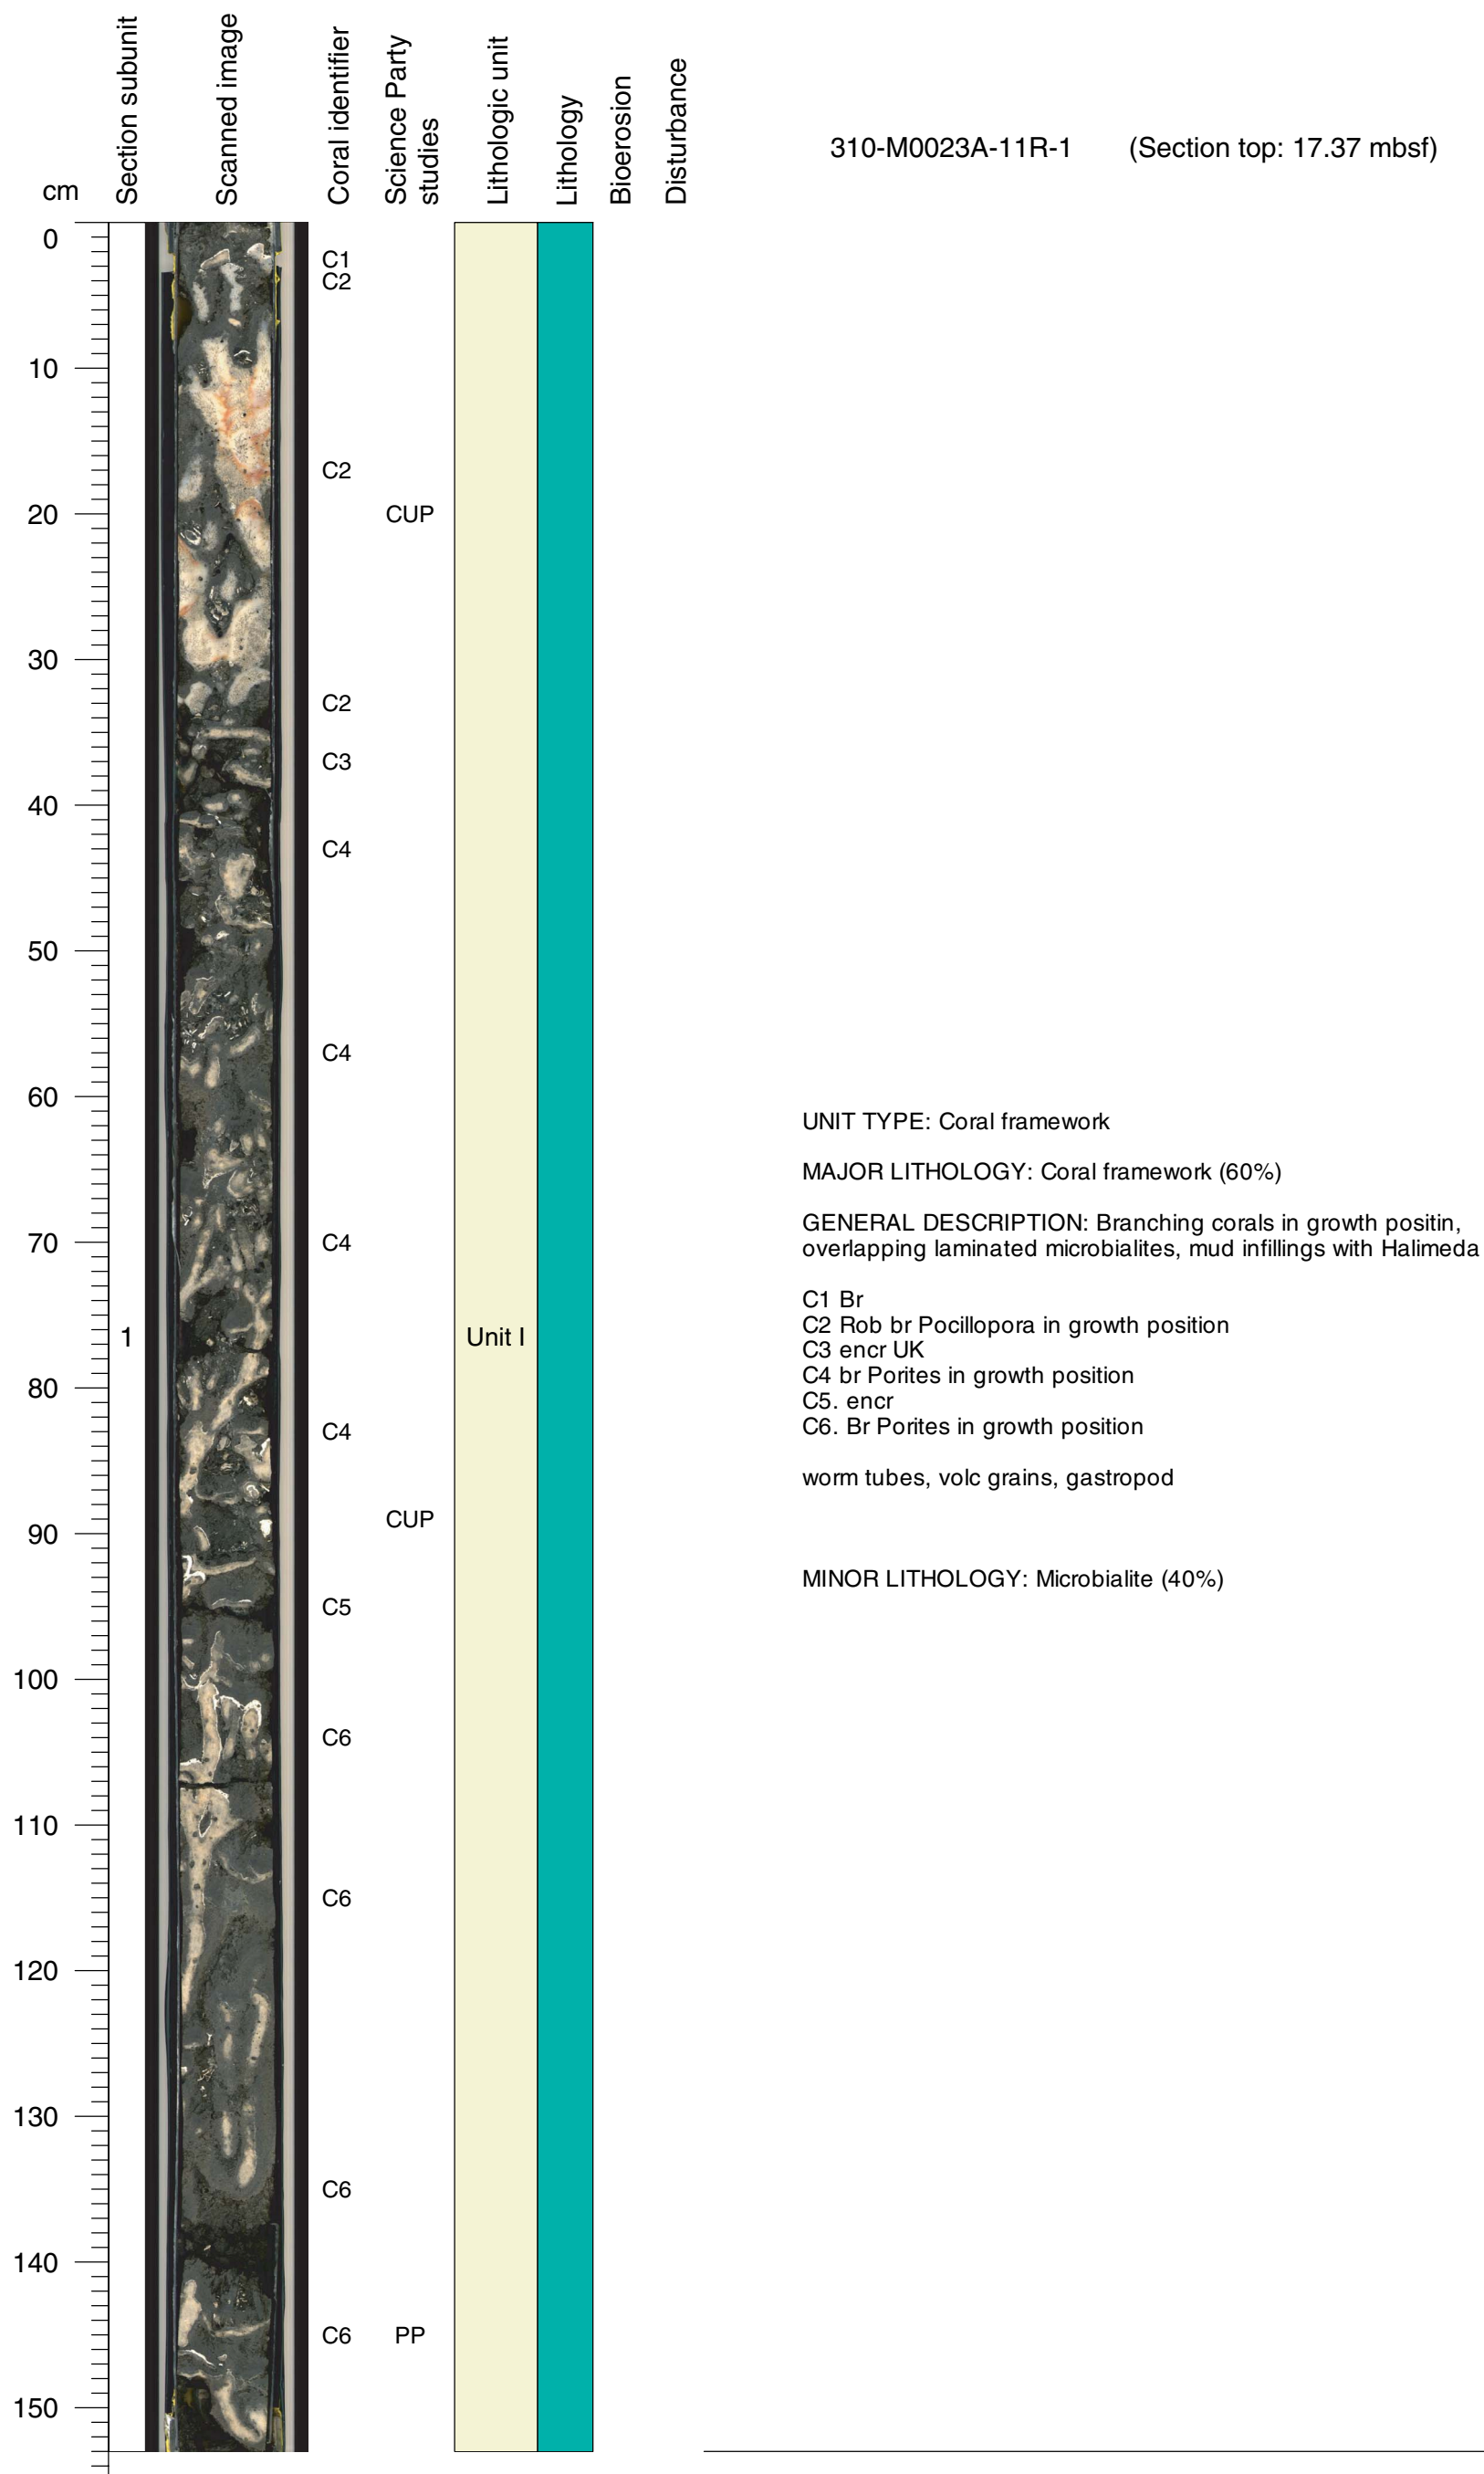 cm
Section subunit
Scanned image
Coral identifier
Science Party
studies
Lithologic unit
Lithology
Bioerosion
Disturbance
310-M0023A-11R-1 (Section top: 17.37 mbsf)
0
C1
C2
10
C2
20
CUP
30
C2
C3
40
C4
50
C4
60
70
C4
1
Unit I
80
C4
CUP
90
C5
100
C6
110
C6
120
130
C6
140
C6 PP
150
UNIT TYPE: Coral framework
MAJOR LITHOLOGY: Coral framework (60%)
GENERAL DESCRIPTION: Branching corals in growth positin,
overlapping laminated microbialites, mud infillings with Halimeda
C1 Br
C2 Rob br Pocillopora in growth position
C3 encr UK
C4 br Porites in growth position
C5. encr
C6. Br Porites in growth position
worm tubes, volc grains, gastropod
MINOR LITHOLOGY: Microbialite (40%)